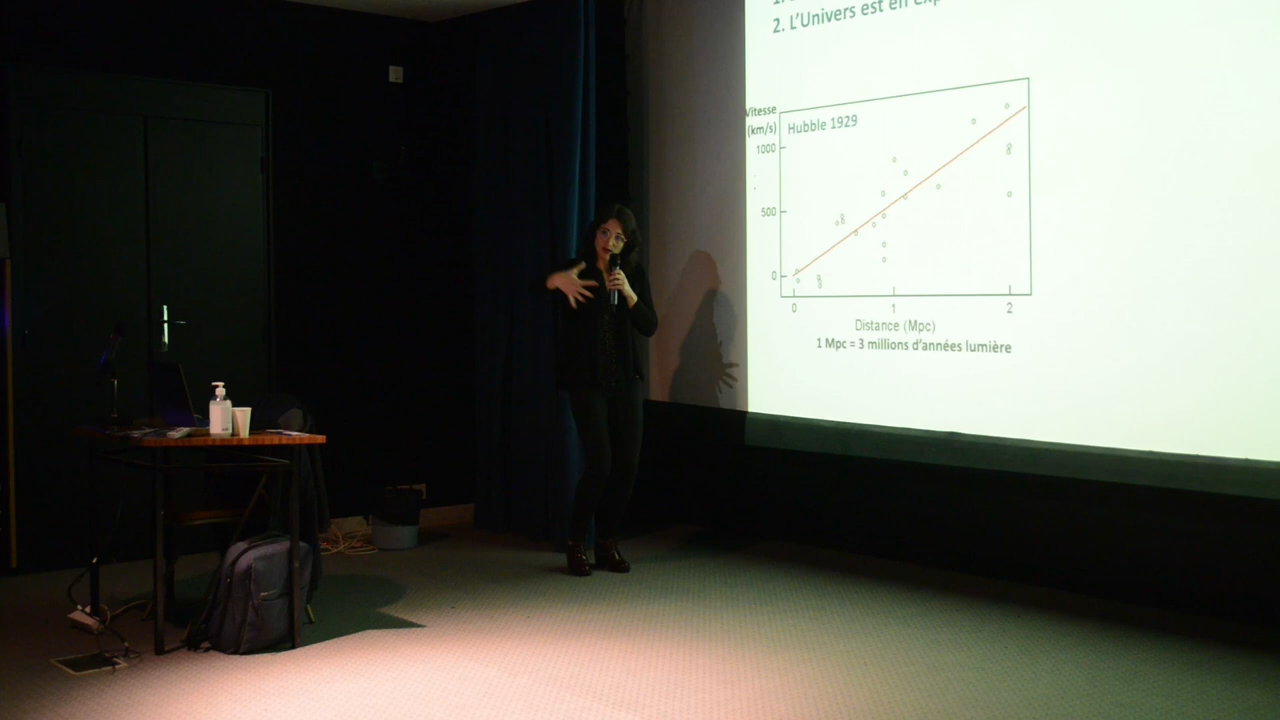 2. L'Univers est en
Vitesse
(km/s)
Hubble 1929
1000
500
0
0 1 2
Distance (Mpc)
1 Mpc = 3 millions d'années lumière